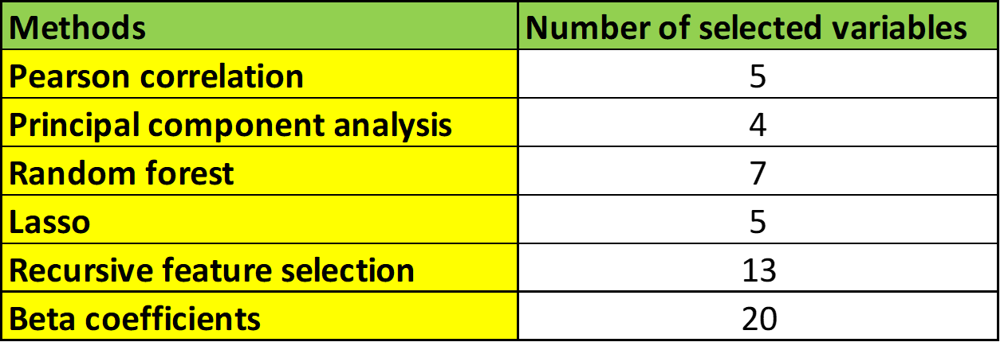 Methods Number of selected variables
Pearson correlation 5
Principal component analysis 4
Random forest 7
Lasso 5
Recursive feature selection 13
Beta coefficients 20